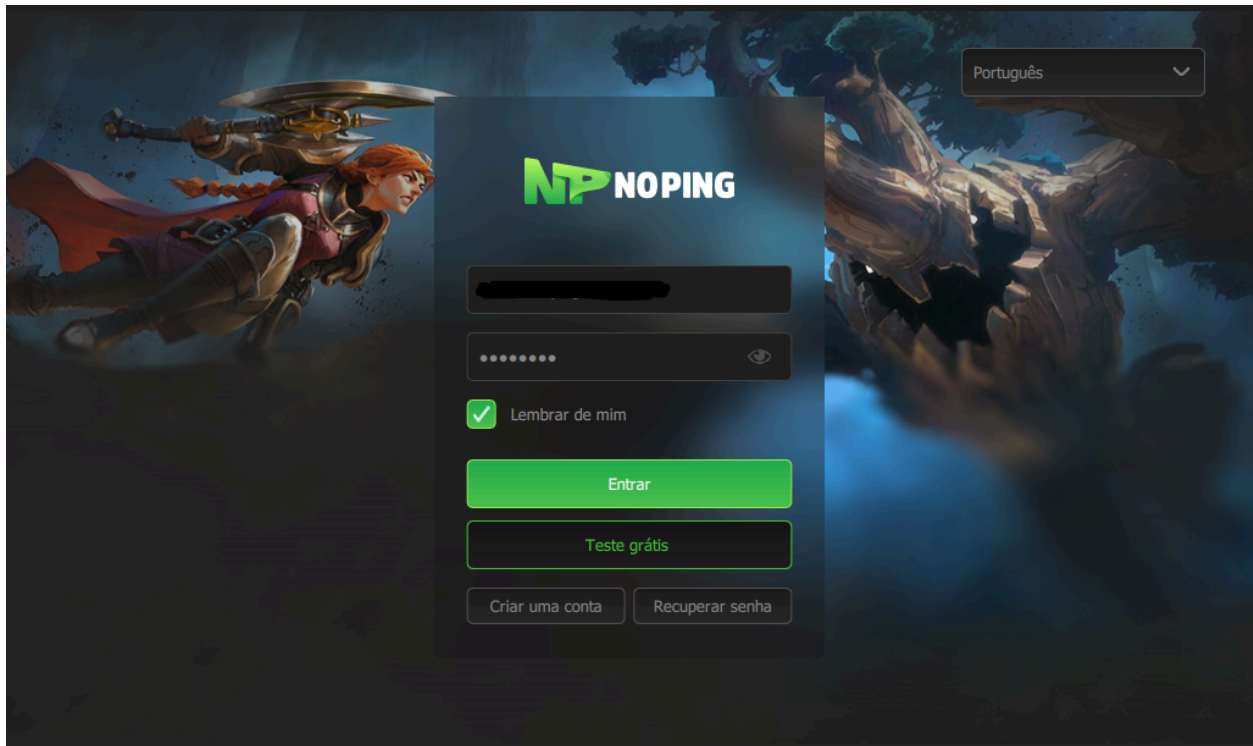 Português
NP NOPING
••••••••
Lembrar de mim
Entrar
Teste grátis
Criar uma conta
Recuperar senha